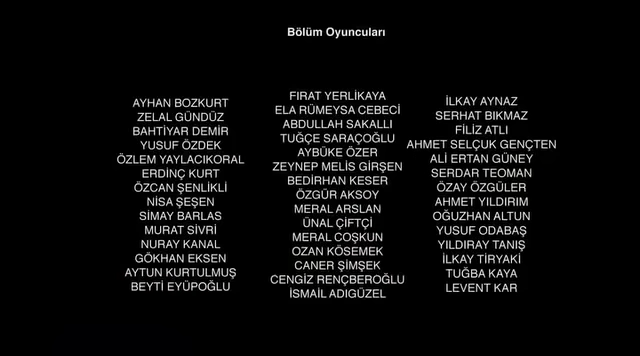 Bölüm Oyuncuları
AYHAN BOZKURT
ZELAL GÜNDÜZ
BAHTİYAR DEMİR
YUSUF ÖZDEK
ÖZLEM YAYLACIKORAL
ERDİNÇ KURT
ÖZCAN ŞENLİKLİ
NİSA ŞEŞEN
SİMAY BARLAS
MURAT SİVRİ
NURAY KANAL
GÖKHAN EKSEN
AYTUN KURTULMUŞ
BEYTİ EYÜPOĞLU
FIRAT YERLİKAYA
ELA RÜMEYSA CEBECİ
ABDULLAH SAKALLI
TUĞÇE SARAÇOĞLU
AYBÜKE ÖZER
ZEYNEP MELİS GİRŞEN
BEDİRHAN KESER
ÖZGÜR AKSOY
MERAL ARSLAN
ÜNAL ÇİFTÇİ
MERAL COŞKUN
OZAN KÖSEMEK
CANER ŞİMŞEK
CENGİZ RENÇBEROĞLU
İSMAİL ADIGÜZEL
İLKAY AYNAZ
SERHAT BIKMAZ
FİLİZ ATLI
AHMET SELÇUK GENÇTEN
ALİ ERTAN GÜNEY
SERDAR TEOMAN
ÖZAY ÖZGÜLER
AHMET YILDIRIM
OĞUZHAN ALTUN
YUSUF ODABAŞ
YILDIRAY TANIŞ
İLKAY TİRYAKİ
TUĞBA KAYA
LEVENT KAR